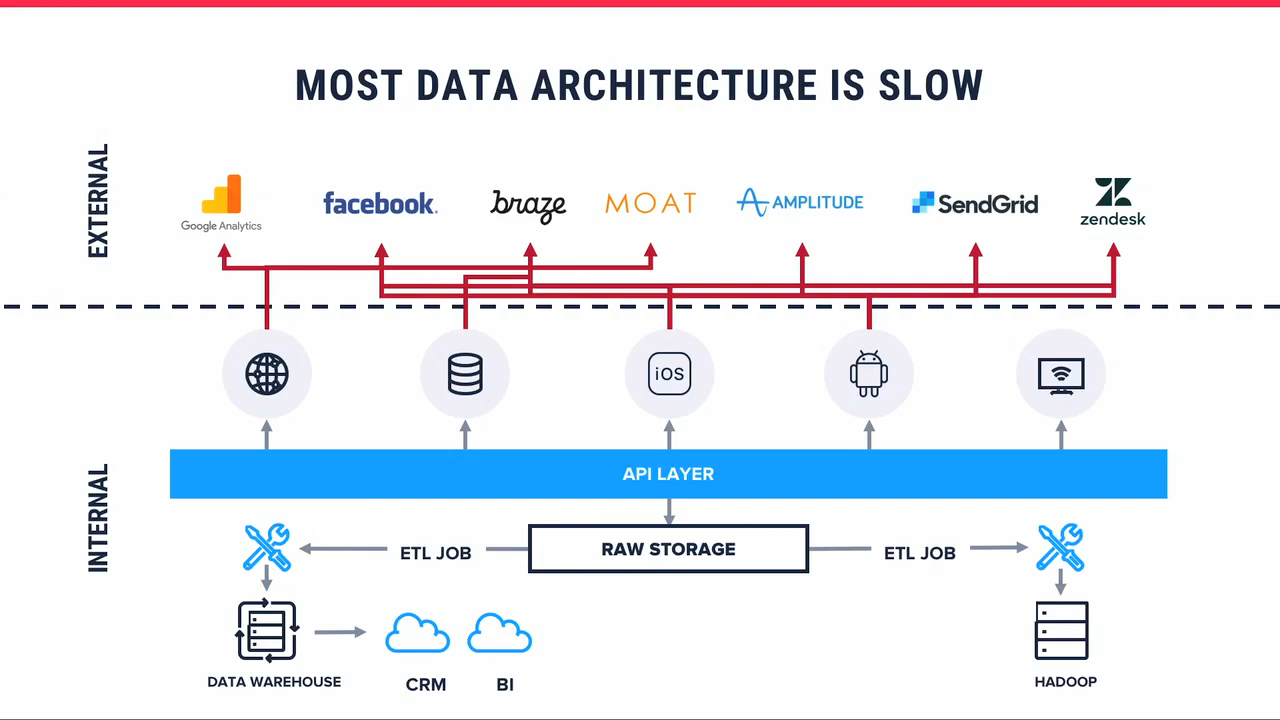 MOST DATA ARCHITECTURE IS SLOW
EXTERNAL
Google Analytics
facebook.
braze
MOAT
AMPLITUDE
SendGrid
zendesk
iOS
INTERNAL
API LAYER
ETL JOB
RAW STORAGE
ETL JOB
DATA WAREHOUSE
CRM
BI
HADOOP